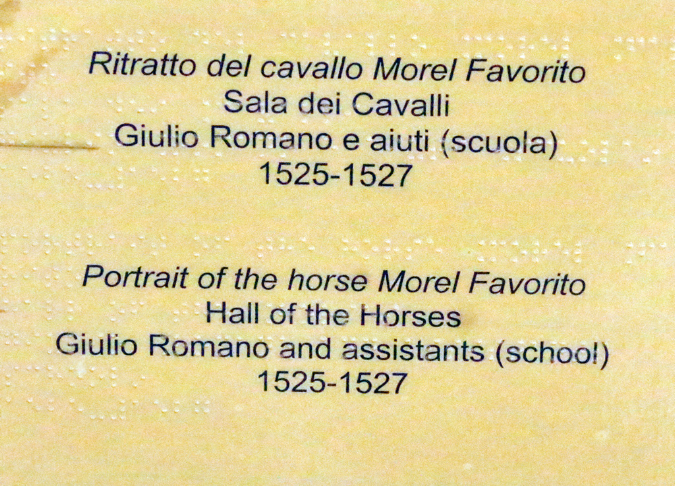 Ritratto del cavallo Morel Favorito
Sala dei Cavalli
Giulio Romano e aiuti (scuola)
1525-1527
Portrait of the horse Morel Favorito
Hall of the Horses
Giulio Romano and assistants (school)
1525-1527